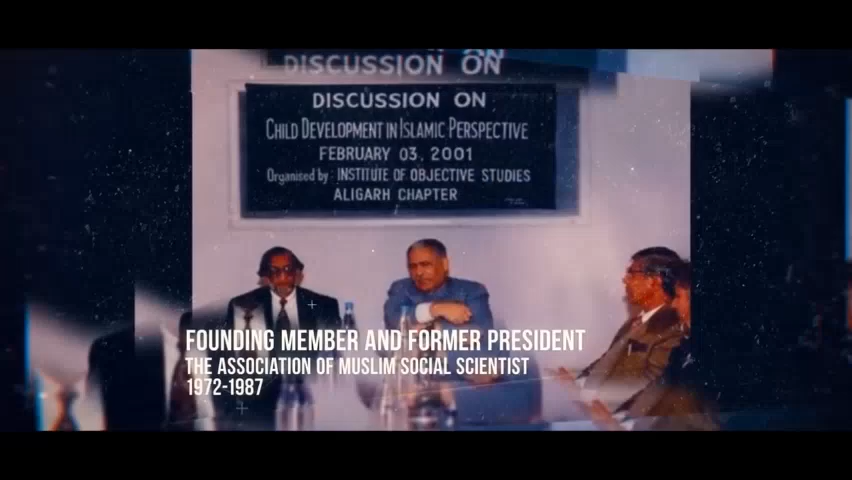 DISCUSSION ON
DISCUSSION ON
CHILD DEVELOPMENT IN ISLAMIC PERSPECTIVE
FEBRUARY 03, 2001
Organised by: INSTITUTE OF OBJECTIVE STUDIES
ALIGARH CHAPTER
FOUNDING MEMBER AND FORMER PRESIDENT
THE ASSOCIATION OF MUSLIM SOCIAL SCIENTIST
1972-1987